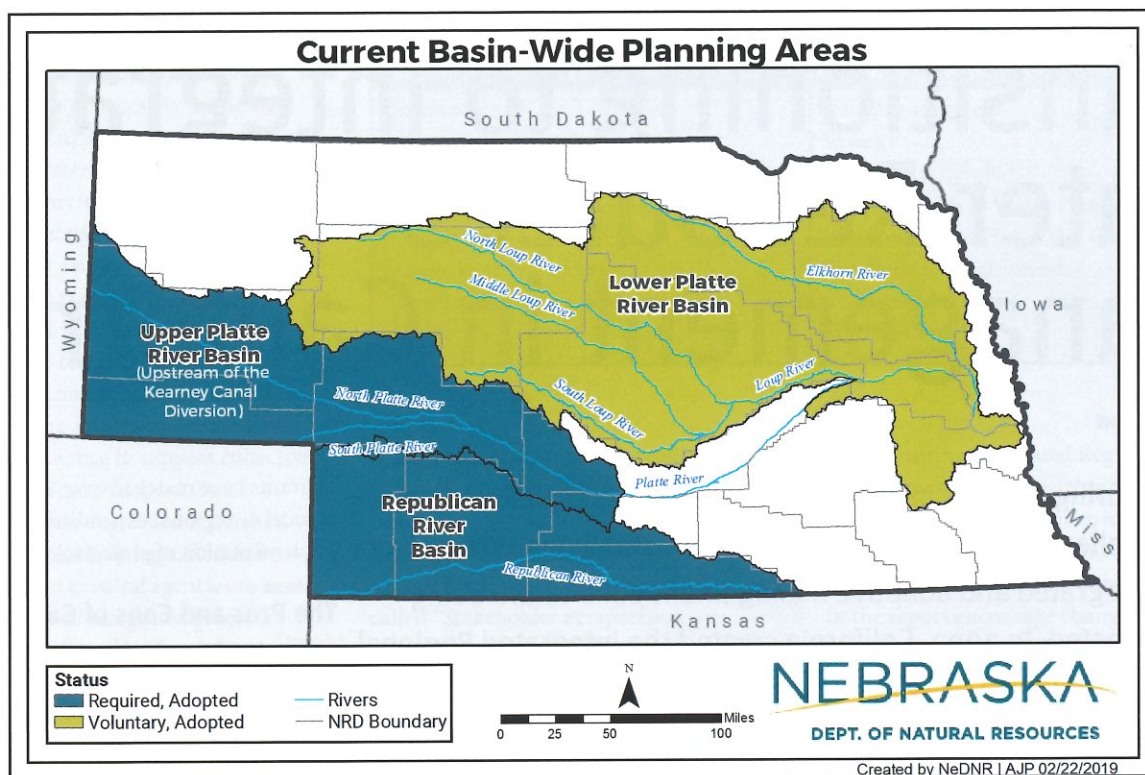 Current Basin-Wide Planning Areas
South Dakota
Wyoming
North Loup River
Middle Loup River
Lower Platte
River Basin
Elkhorn River
Iowa
Upper Platte
River Basin
(Upstream of the
Kearney Canal
Diversion)
North Platte River
South Loup River
Loup River
South Platte River
Platte River
Colorado
Republican
River
Basin
Republican River
Miss
Kansas
Status
Required, Adopted
Voluntary, Adopted
Rivers
NRD Boundary
N
Miles
0 25 50 100
NEBRASKA
DEPT. OF NATURAL RESOURCES
Created by NeDNR | AJP 02/22/2019